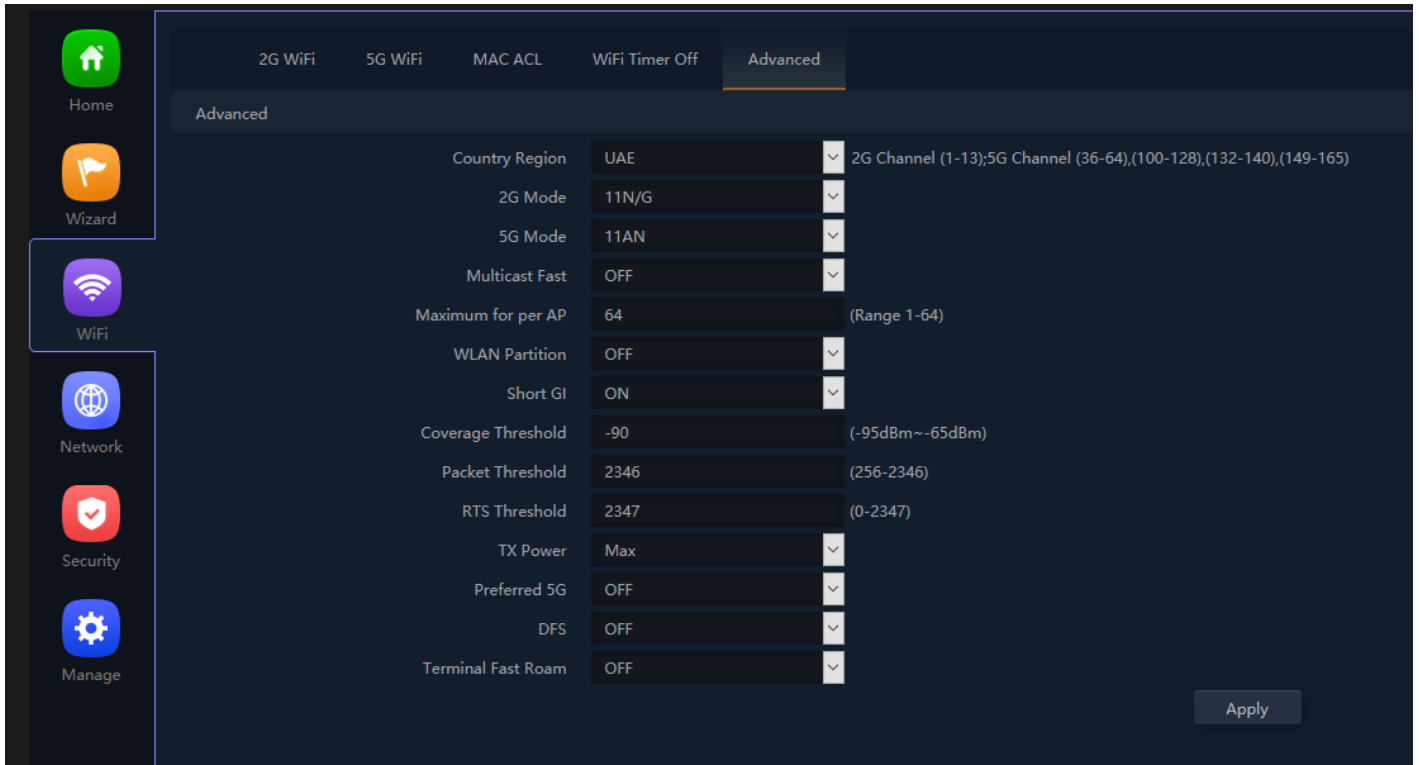 2G WiFi 5G WiFi MAC ACL WiFi Timer Off Advanced
Home
Advanced
Country Region UAE 2G Channel (1-13);5G Channel (36-64),(100-128),(132-140),(149-165)
2G Mode 11N/G
Wizard
5G Mode 11AN
Multicast Fast OFF
Maximum for per AP 64 (Range 1-64)
WiFi
WLAN Partition OFF
Short GI ON
Coverage Threshold -90 (-95dBm~-65dBm)
Network
Packet Threshold 2346 (256-2346)
RTS Threshold 2347 (0-2347)
TX Power Max
Security
Preferred 5G OFF
DFS OFF
Terminal Fast Roam OFF
Manage
Apply